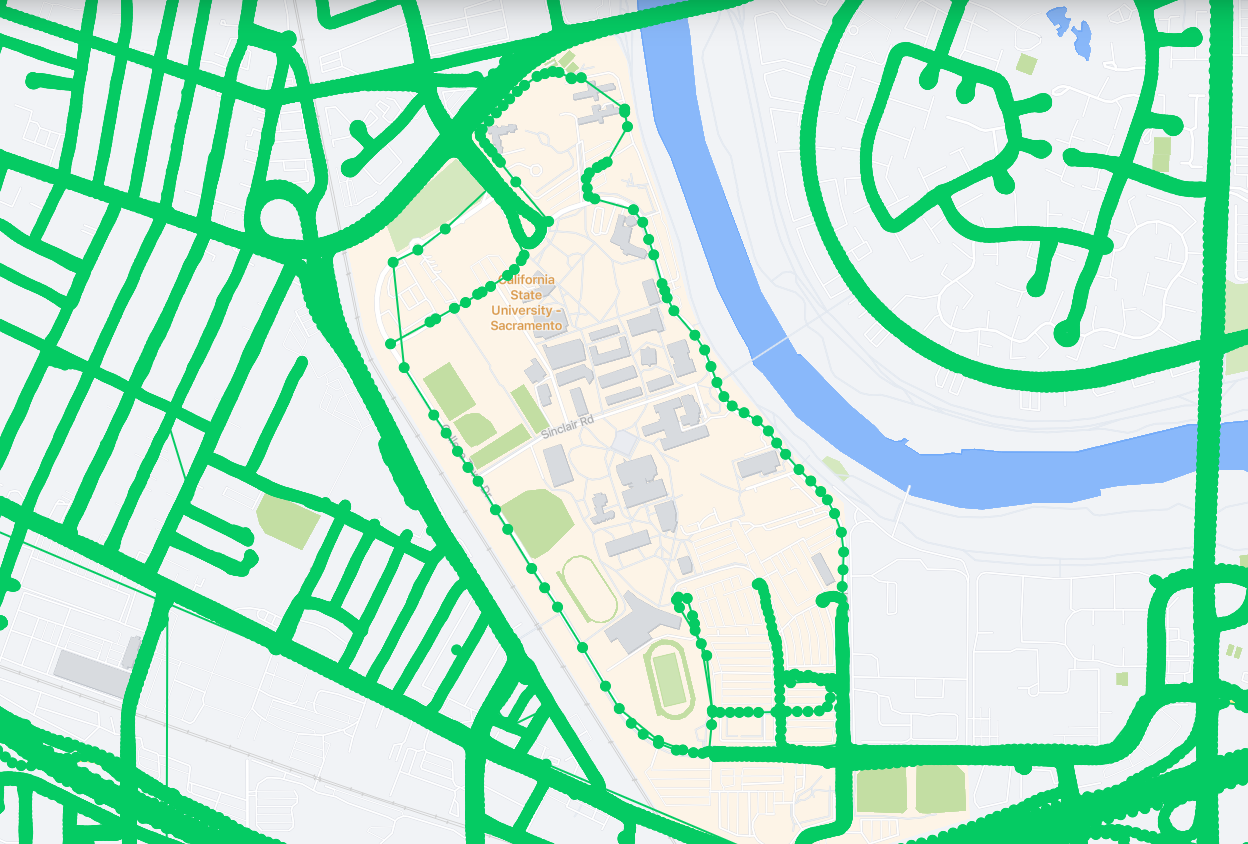 California
State
University -
Sacramento
Sinclair Rd